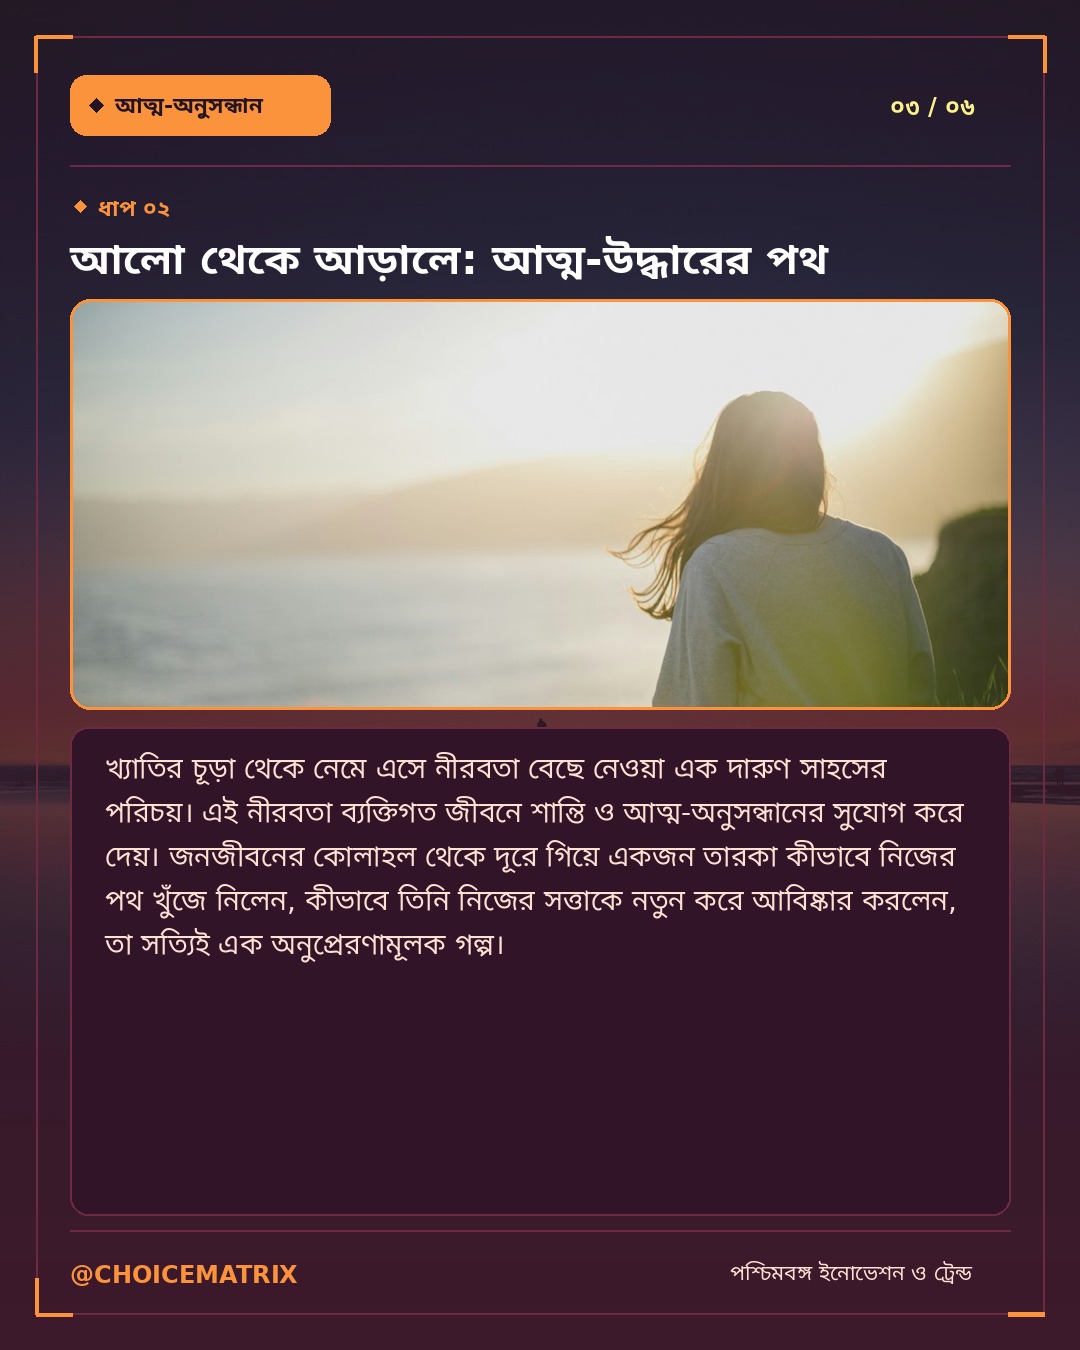 আত্ম-অনুসন্ধান
০৩ / ০৬
ধাপ ০২
আলো থেকে আড়ালে: আত্ম-উদ্ধারের পথ
খ্যাতির চূড়া থেকে নেমে এসে নীরবতা বেছে নেওয়া এক দারুণ সাহসের
পরিচয়। এই নীরবতা ব্যক্তিগত জীবনে শান্তি ও আত্ম-অনুসন্ধানের সুযোগ করে
দেয়। জনজীবনের কোলাহল থেকে দূরে গিয়ে একজন তারকা কীভাবে নিজের
পথ খুঁজে নিলেন, কীভাবে তিনি নিজের সত্তাকে নতুন করে আবিষ্কার করলেন,
তা সত্যিই এক অনুপ্রেরণামূলক গল্প।
@CHOICEMATRIX
পশ্চিমবঙ্গ ইনোভেশন ও ট্রেন্ড